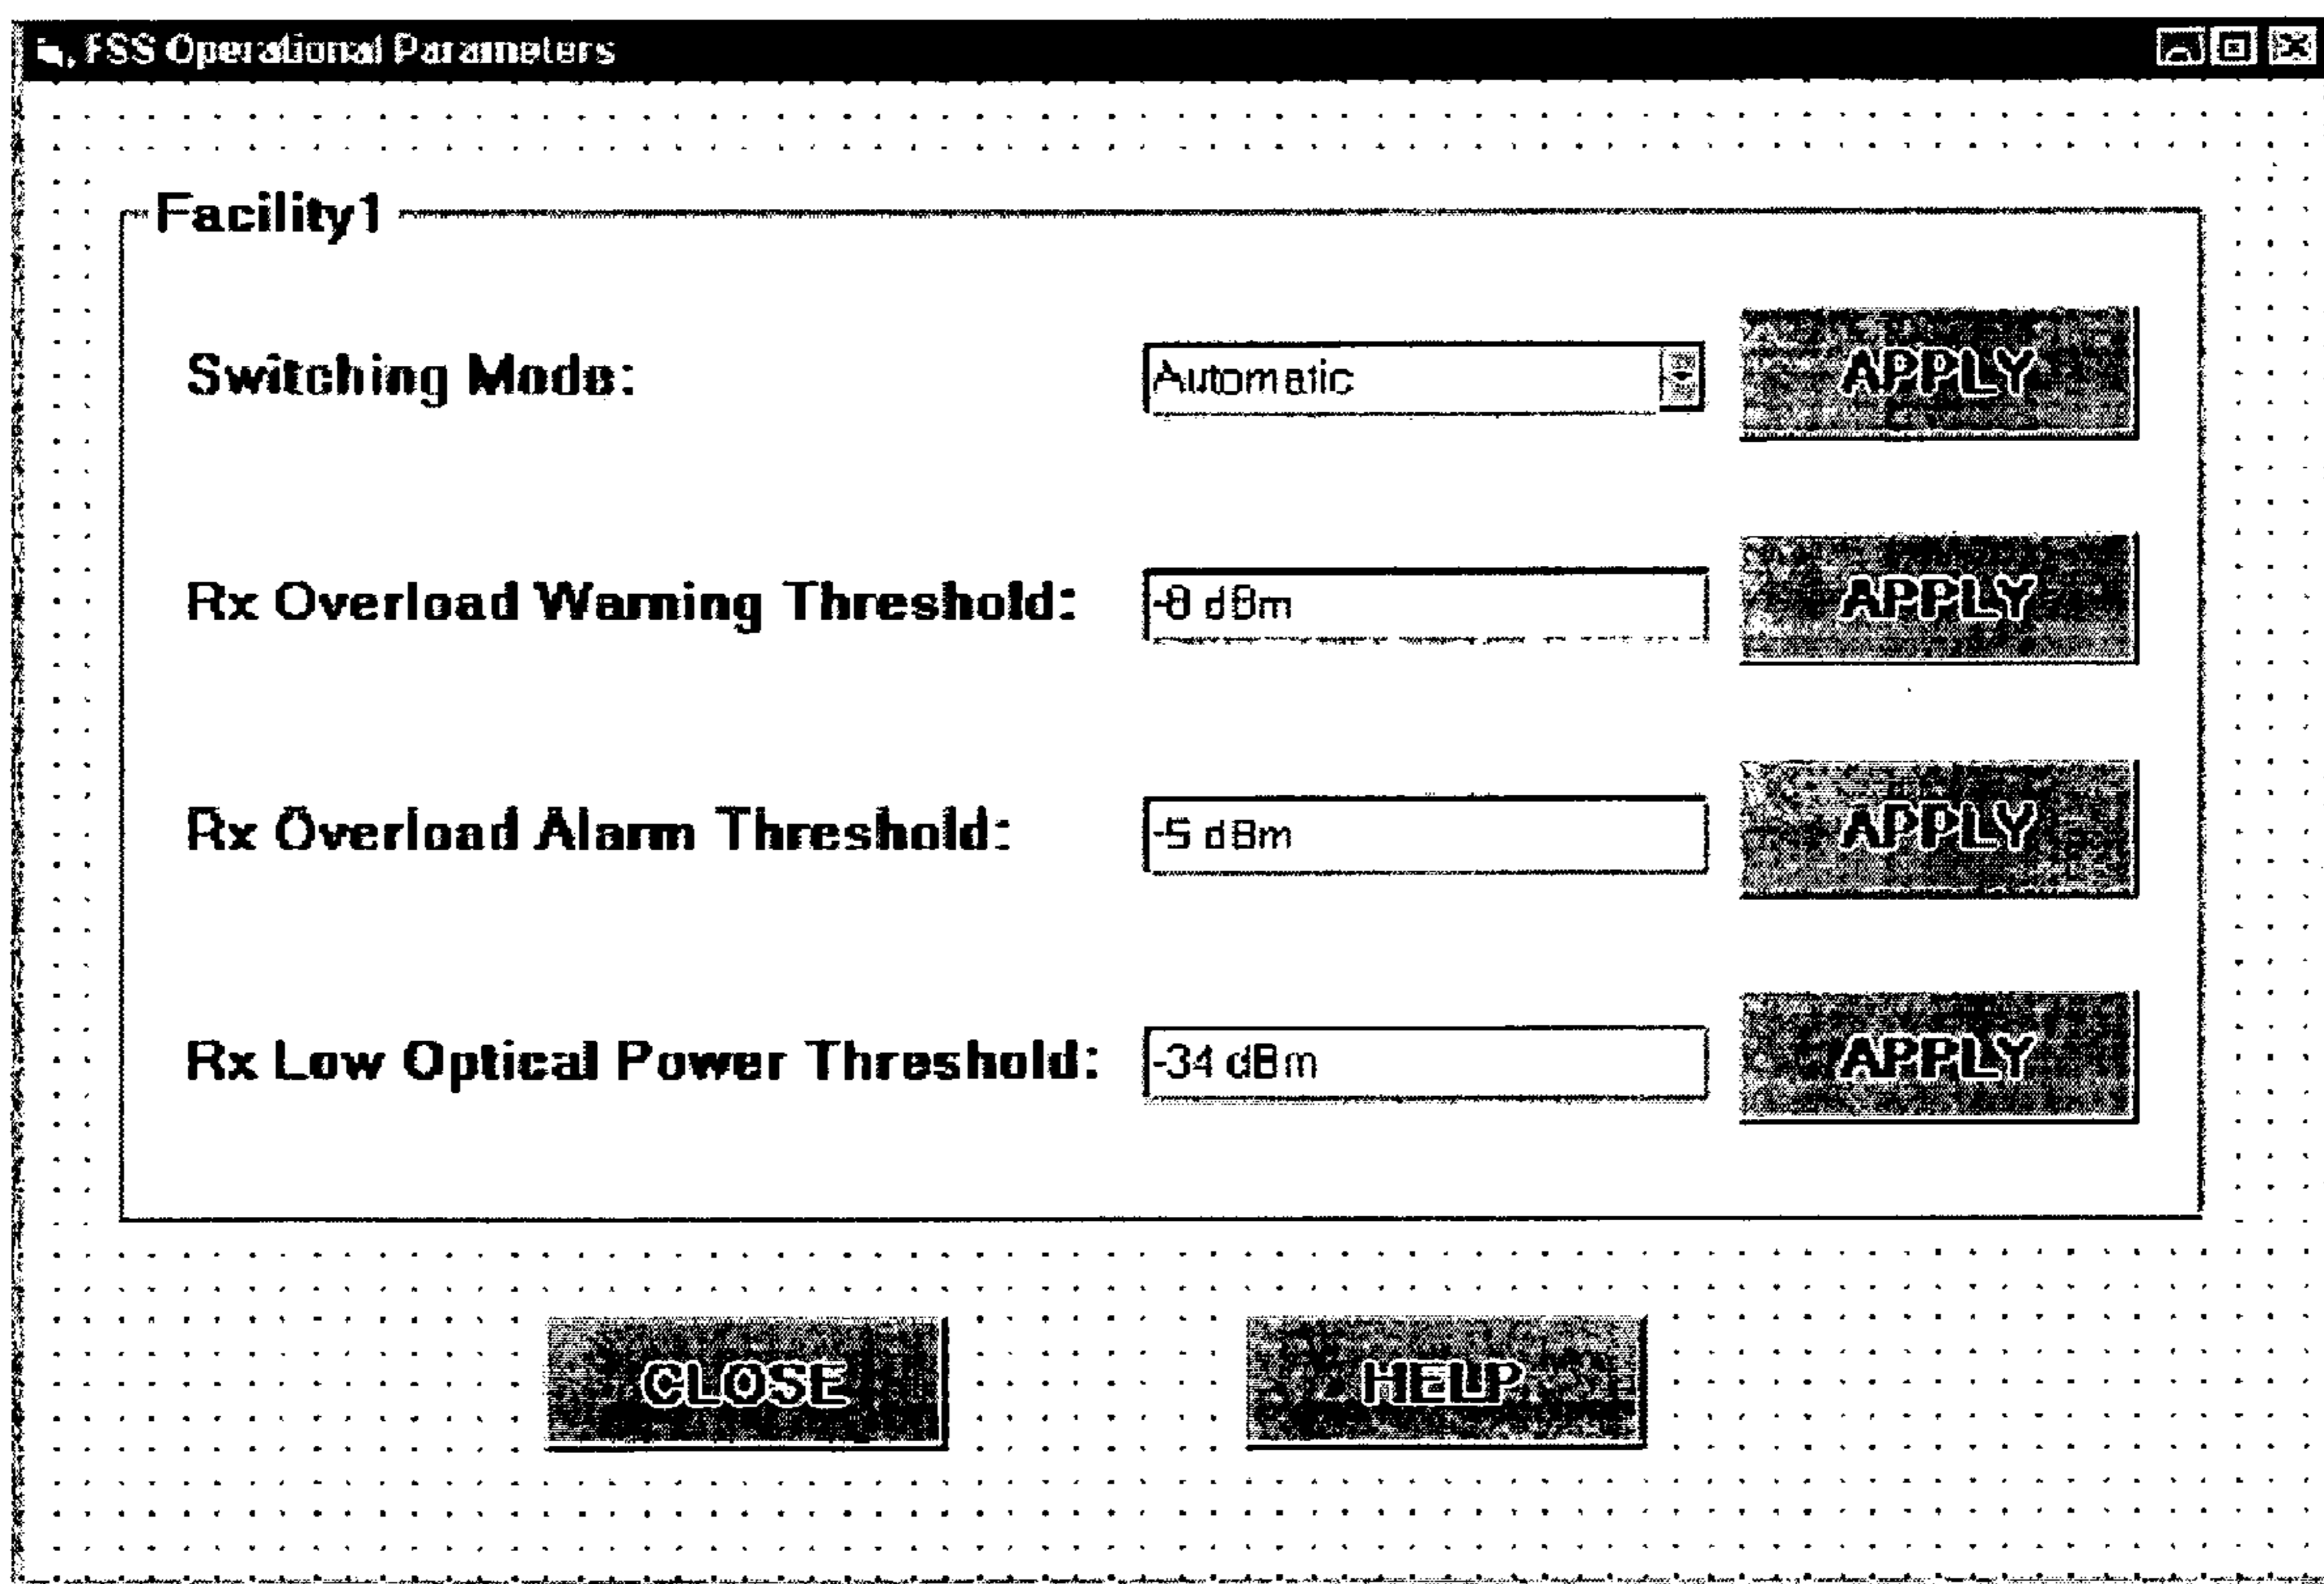 FSS Operational Parameters
Facility1
Switching Mode:
Automatic
APPLY
Rx Overload Warning Threshold:
-8 dBm
APPLY
Rx Overload Alarm Threshold:
-5 dBm
APPLY
Rx Low Optical Power Threshold:
-34 dBm
APPLY
CLOSE
HELP